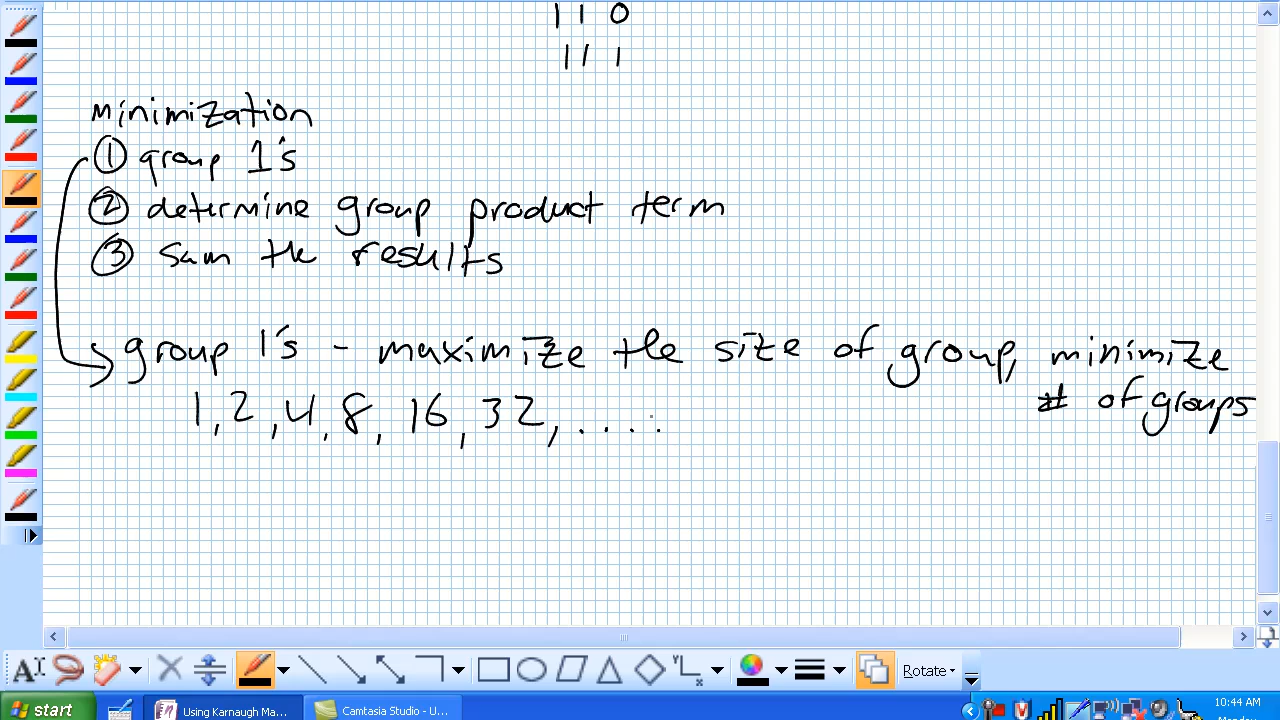 1 1 0
1 1 1
minimization
① group 1's
② determine group product term
③ sum the results
group 1's - maximize the size of group, minimize
# of groups
1, 2, 4, 8, 16, 32, . . . .
Rotate
start
Using Karnaugh Ma...
Camtasia Studio - U...
10:44 AM
Monday